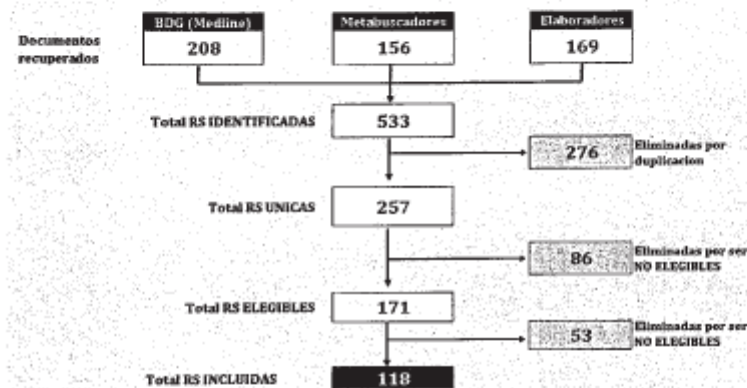 BDG (Medline) Metabuscadores Elaboradores
Documentos
recuperados
208 156 169
Total RS IDENTIFICADAS 533
276 Eliminadas por
duplicacion
Total RS UNICAS 257
86 Eliminadas por ser
NO ELEGIBLES
Total RS ELEGIBLES 171
53 Eliminadas por ser
NO ELEGIBLES
Total RS INCLUIDAS 118